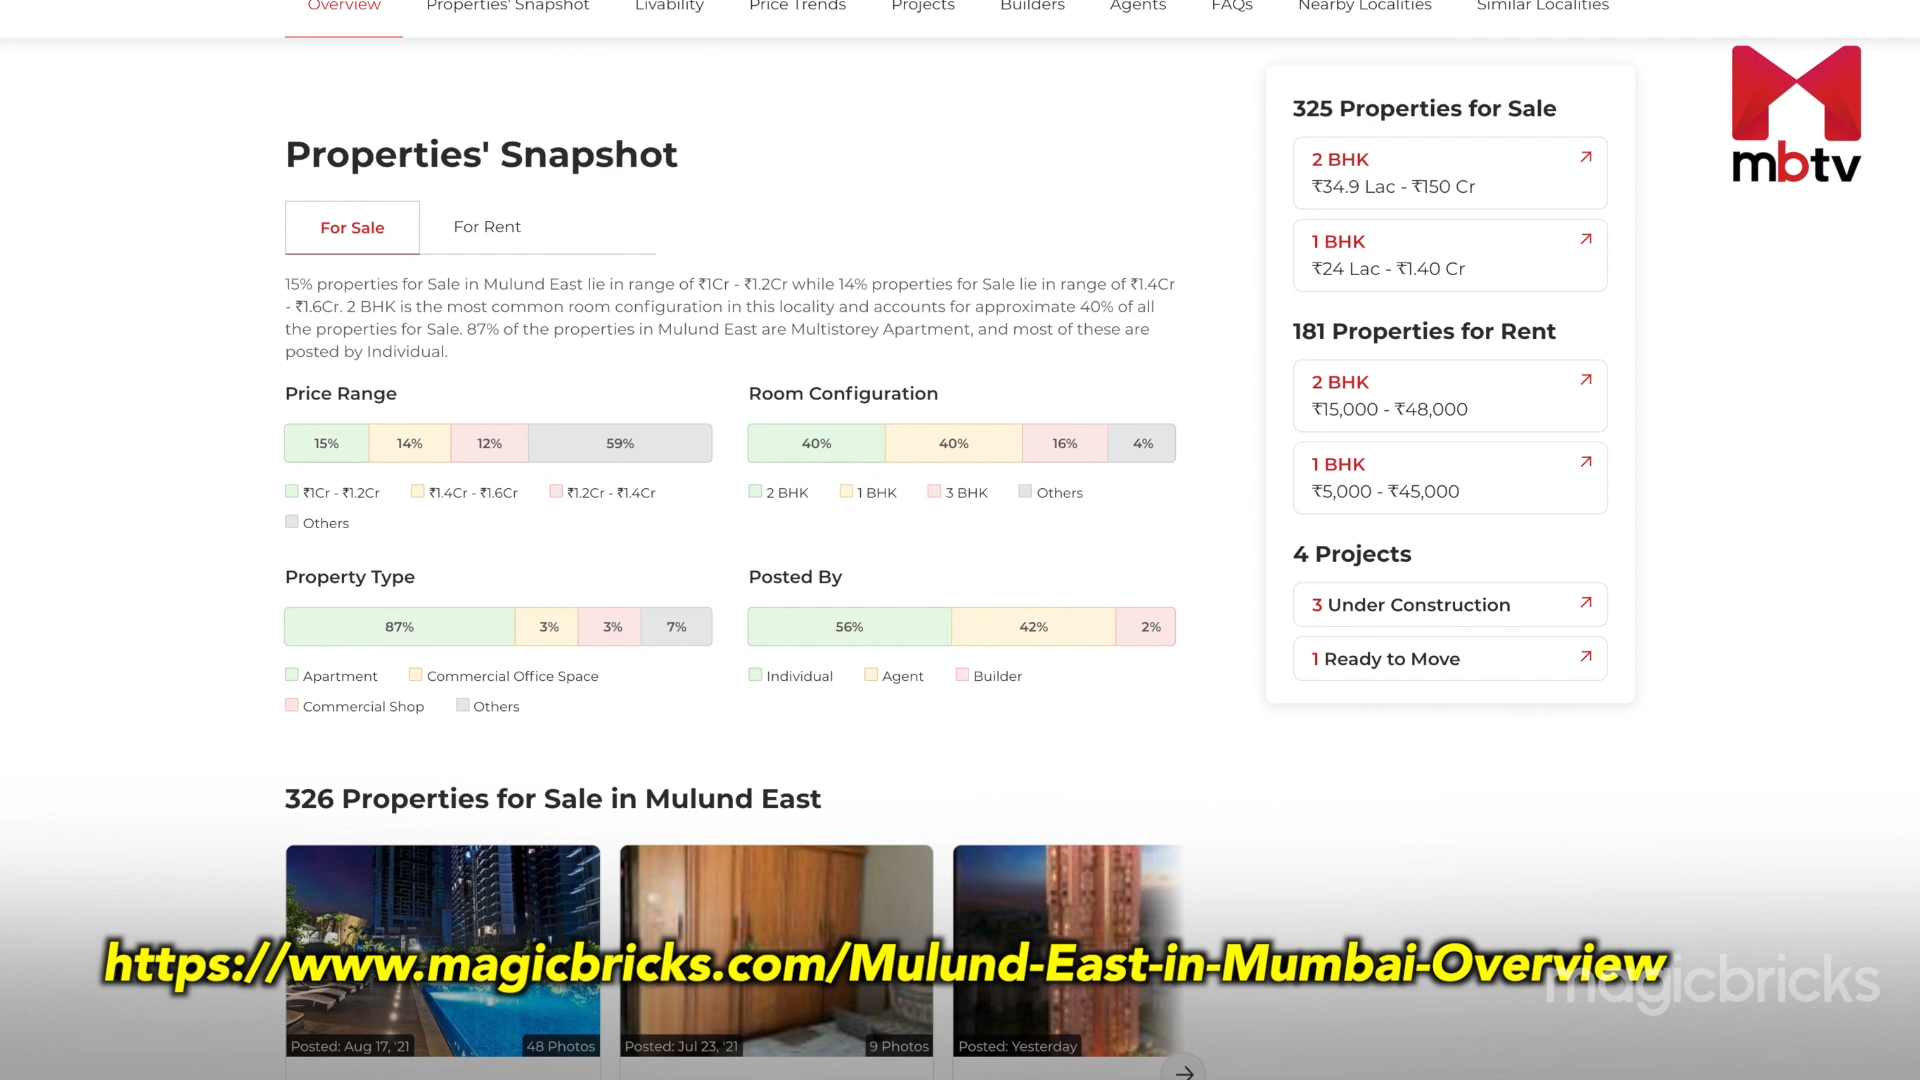 Overview Properties' Snapshot Livability Price Trends Projects Builders Agents FAQs Nearby Localities Similar Localities
mbtv
Properties' Snapshot
For Sale For Rent
15% properties for Sale in Mulund East lie in range of ₹1Cr - ₹1.2Cr while 14% properties for Sale lie in range of ₹1.4Cr
- ₹1.6Cr. 2 BHK is the most common room configuration in this locality and accounts for approximate 40% of all
the properties for Sale. 87% of the properties in Mulund East are Multistorey Apartment, and most of these are
posted by Individual.
Price Range
15% 14% 12% 59%
₹1Cr - ₹1.2Cr ₹1.4Cr - ₹1.6Cr ₹1.2Cr - ₹1.4Cr
Others
Room Configuration
40% 40% 16% 4%
2 BHK 1 BHK 3 BHK Others
Property Type
87% 3% 3% 7%
Apartment Commercial Office Space
Commercial Shop Others
Posted By
56% 42% 2%
Individual Agent Builder
325 Properties for Sale
2 BHK
₹34.9 Lac - ₹150 Cr
1 BHK
₹24 Lac - ₹1.40 Cr
181 Properties for Rent
2 BHK
₹15,000 - ₹48,000
1 BHK
₹5,000 - ₹45,000
4 Projects
3 Under Construction
1 Ready to Move
326 Properties for Sale in Mulund East
https://www.magicbricks.com/Mulund-East-in-Mumbai-Overview
magicbricks
Posted: Aug 17, '21 48 Photos
Posted: Jul 23, '21 9 Photos
Posted: Yesterday